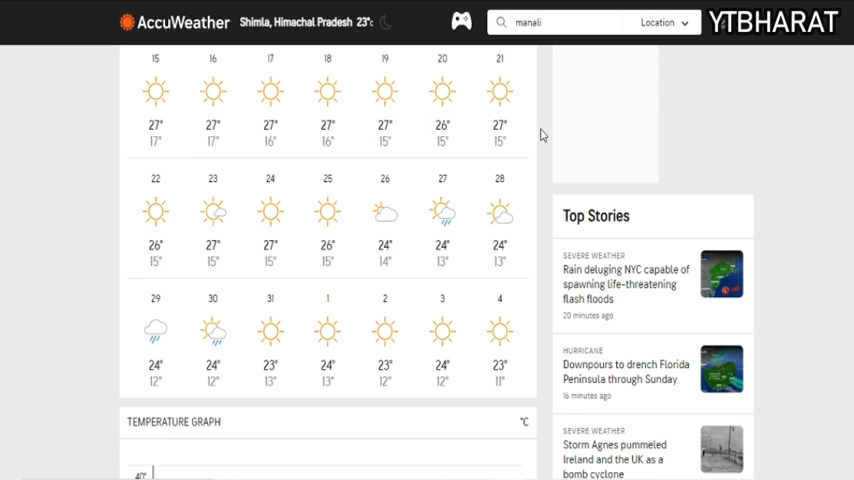 AccuWeather Shimla, Himachal Pradesh 23°c manali Location YTBHARAT
15 16 17 18 19 20 21
27° 27° 27° 27° 27° 26° 27°
17° 17° 16° 16° 15° 15° 15°
22 23 24 25 26 27 28
26° 27° 27° 26° 24° 24° 24°
15° 15° 15° 15° 14° 13° 13°
29 30 31 1 2 3 4
24° 24° 23° 24° 23° 24° 23°
12° 12° 13° 13° 12° 12° 11°
TEMPERATURE GRAPH °C
40°
Top Stories
SEVERE WEATHER
Rain deluging NYC capable of
spawning life-threatening
flash floods
20 minutes ago
HURRICANE
Downpours to drench Florida
Peninsula through Sunday
16 minutes ago
SEVERE WEATHER
Storm Agnes pummeled
Ireland and the UK as a
bomb cyclone